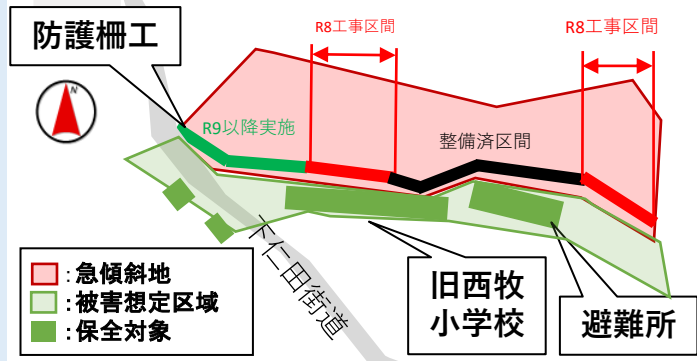 防護柵工
R8工事区間
R8工事区間
N
R9以降実施
整備済区間
下仁田街道
旧西牧
小学校
避難所
:急傾斜地
:被害想定区域
:保全対象